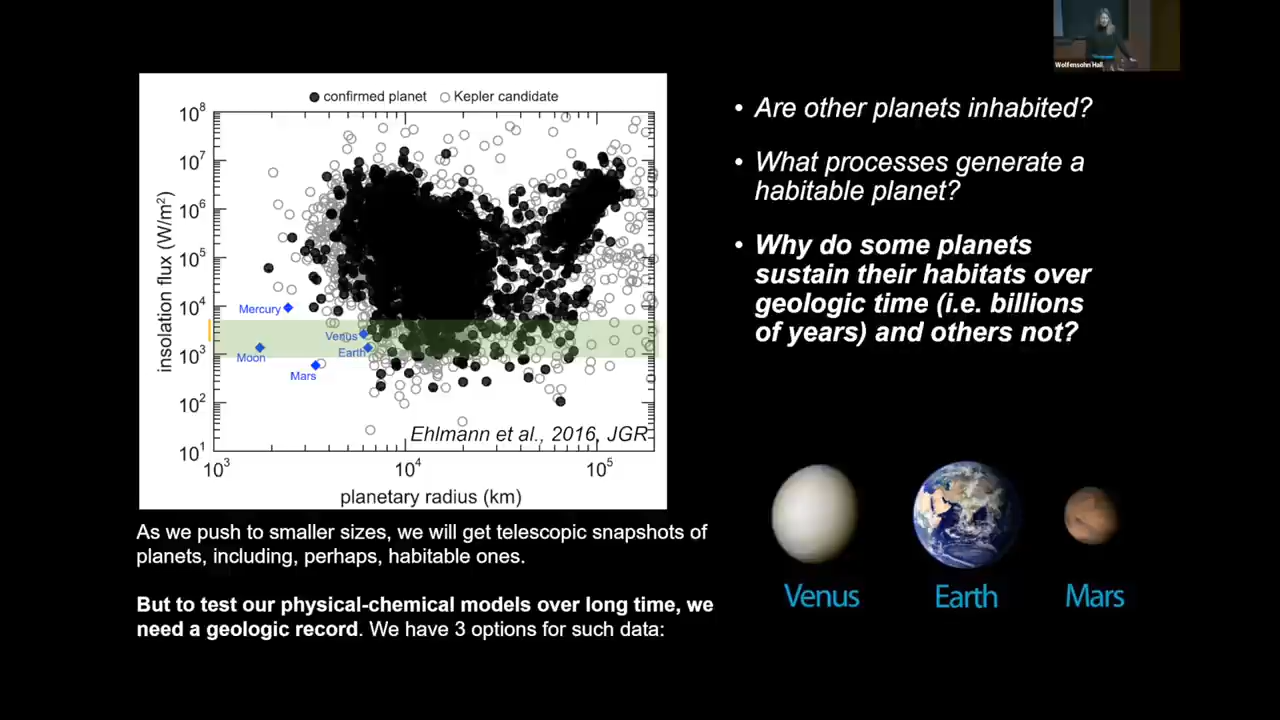 Wolfensohn Hall
confirmed planet Kepler candidate
10^8
10^7
10^6
10^5
10^4
10^3
10^2
10^1
insolation flux (W/m²)
Mercury
Venus
Earth
Moon
Mars
Ehlmann et al., 2016, JGR
10^3 10^4 10^5
planetary radius (km)
As we push to smaller sizes, we will get telescopic snapshots of
planets, including, perhaps, habitable ones.
But to test our physical-chemical models over long time, we
need a geologic record. We have 3 options for such data:
• Are other planets inhabited?
• What processes generate a
habitable planet?
• Why do some planets
sustain their habitats over
geologic time (i.e. billions
of years) and others not?
Venus Earth Mars